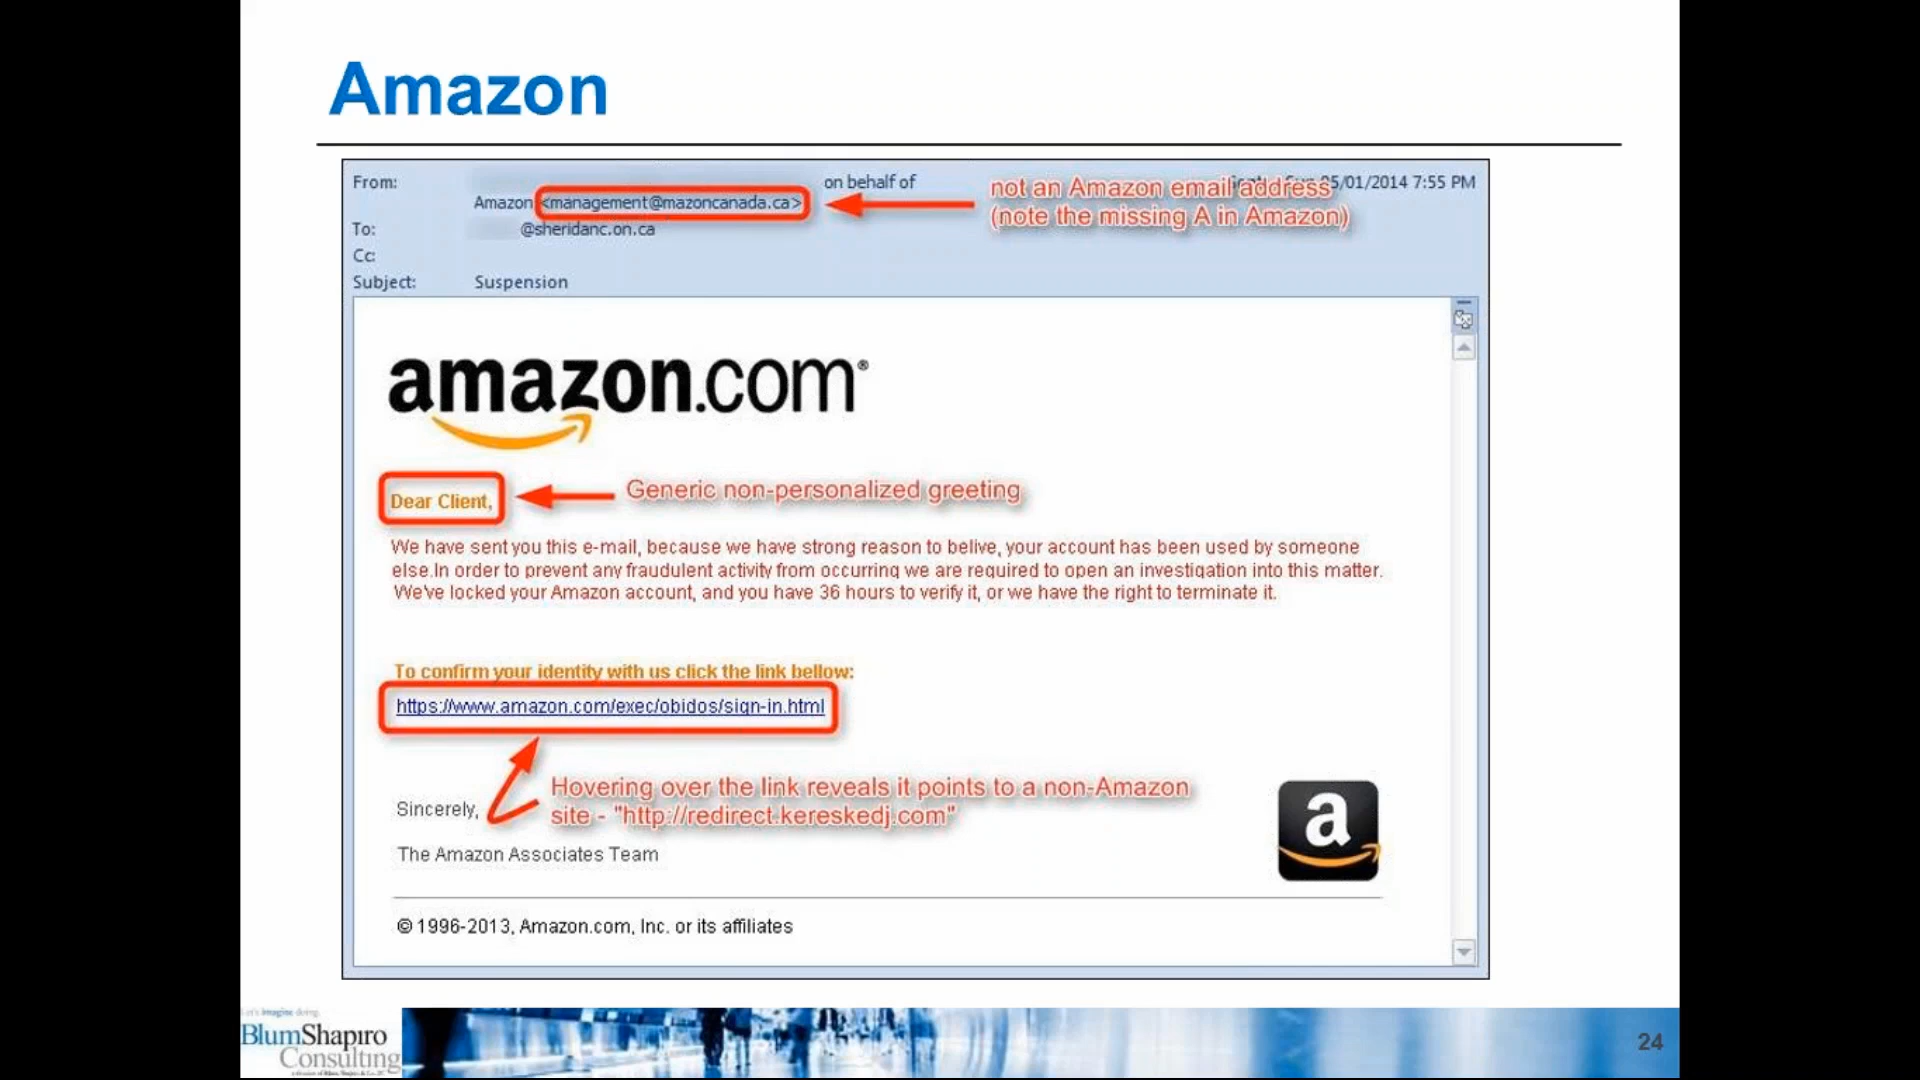 Amazon
From: on behalf of
Amazon <management@mazoncanada.ca>
not an Amazon email address 05/01/2014 7:55 PM
(note the missing A in Amazon)
To: @sheridanc.on.ca
Cc:
Subject: Suspension
amazon.com®
Dear Client,
Generic non-personalized greeting
We have sent you this e-mail, because we have strong reason to belive, your account has been used by someone
else.In order to prevent any fraudulent activity from occurring we are required to open an investigation into this matter.
We've locked your Amazon account, and you have 36 hours to verify it, or we have the right to terminate it.
To confirm your identity with us click the link bellow:
https://www.amazon.com/exec/obidos/sign-in.html
Hovering over the link reveals it points to a non-Amazon
site - "http://redirect.kereskedj.com"
Sincerely,
a
The Amazon Associates Team
© 1996-2013, Amazon.com, Inc. or its affiliates
Let's imagine doing.
BlumShapiro
Consulting
24